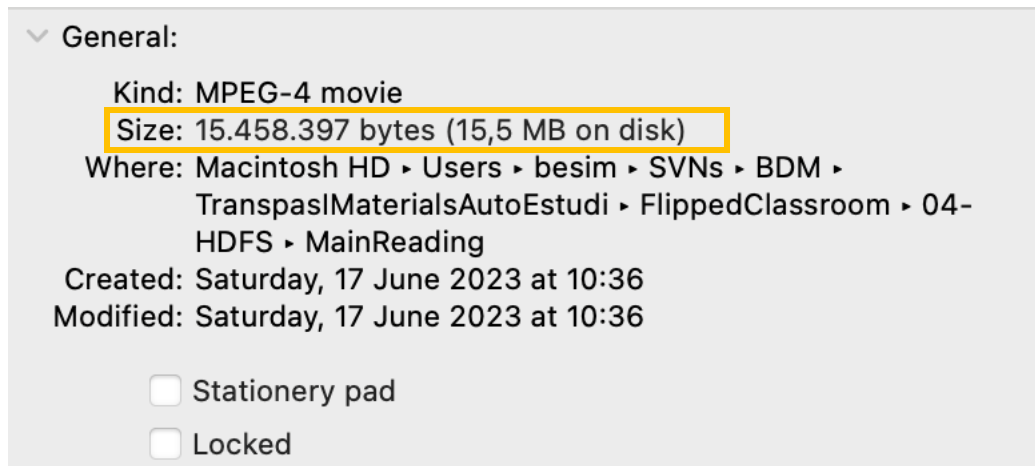 General:
Kind: MPEG-4 movie
Size: 15.458.397 bytes (15,5 MB on disk)
Where: Macintosh HD ▸ Users ▸ besim ▸ SVNs ▸ BDM ▸
TranspasIMaterialsAutoEstudi ▸ FlippedClassroom ▸ 04-
HDFS ▸ MainReading
Created: Saturday, 17 June 2023 at 10:36
Modified: Saturday, 17 June 2023 at 10:36
Stationery pad
Locked